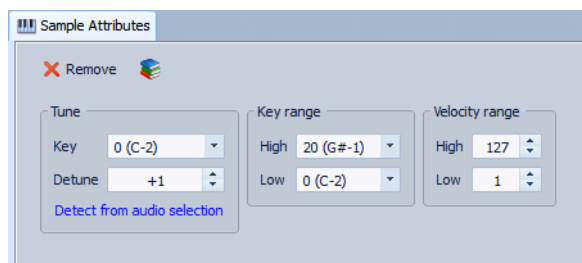 Sample Attributes
Remove
Tune
Key 0 (C-2)
Detune +1
Detect from audio selection
Key range
High 20 (G#-1)
Low 0 (C-2)
Velocity range
High 127
Low 1